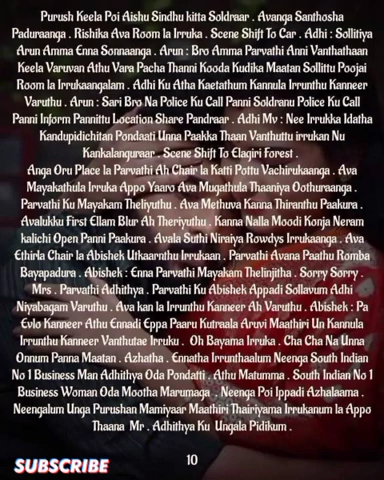 Purush Keela Poi Aishu Sindhu kitta Soldraar . Avanga Santhosha
Paduraanga . Rishika Ava Room la Irruka . Scene Shift To Car . Adhi : Sollitiya
Arun Amma Enna Sonnaanga . Arun : Bro Amma Parvathi Anni Vanthathaan
Keela Varuvan Athu Vara Pacha Thanni Kooda Kudika Maatan Sollittu Poojai
Room la Irrukaangalam . Adhi Ku Atha Kaetathum Kannula Irrunthu Kanneer
Varuthu . Arun : Sari Bro Na Police Ku Call Panni Soldranu Police Ku Call
Panni Inform Pannittu Location Share Pandraar . Adhi Mv : Nee Irrukka Idatha
Kandupidichitan Pondaati Unna Paakka Thaan Vanthuttu irrukan Nu
Kankalanguraar . Scene Shift To Elagiri Forest .
Anga Oru Place la Parvathi Ah Chair la Katti Pottu Vachirukaanga . Ava
Mayakathula Irruka Appo Yaaro Ava Mugathula Thaaniya Oothuraanga .
Parvathi Ku Mayakam Theliyuthu . Ava Methuva Kanna Thiranthu Paakura .
Avalukku First Ellam Blur Ah Theriyuthu . Kanna Nalla Moodi Konja Neram
kalichi Open Panni Paakura . Avala Suthi Niraiya Rowdys Irrukaanga . Ava
Ethirla Chair la Abishek Utkaarnthu Irrukan . Parvathi Avana Paathu Romba
Bayapadura . Abishek : Enna Parvathi Mayakam Thelinjitha . Sorry Sorry .
Mrs . Parvathi Adhithya . Parvathi Ku Abishek Appadi Sollavum Adhi
Niyabagam Varuthu . Ava kan la Irrunthu Kanneer Ah Varuthu . Abishek : Pa
Evlo Kanneer Athu Ennadi Eppa Paaru Kutraala Aruvi Maathiri Un Kannula
Irrunthu Kanneer Vanthutae Irruku . Oh Bayama Irruka . Cha Cha Na Unna
Onnum Panna Maatan . Azhatha . Ennatha Irrunthaalum Neenga South Indian
No 1 Business Man Adhithya Oda Pondatti . Athu Matumma . South Indian No 1
Business Woman Oda Mootha Marumaga . Neenga Poi Ippadi Azhalaama .
Neengalum Unga Purushan Mamiyaar Maathiri Thairiyama Irrukanum la Appo
Thaana Mr . Adhithya Ku Ungala Pidikum .
SUBSCRIBE
10